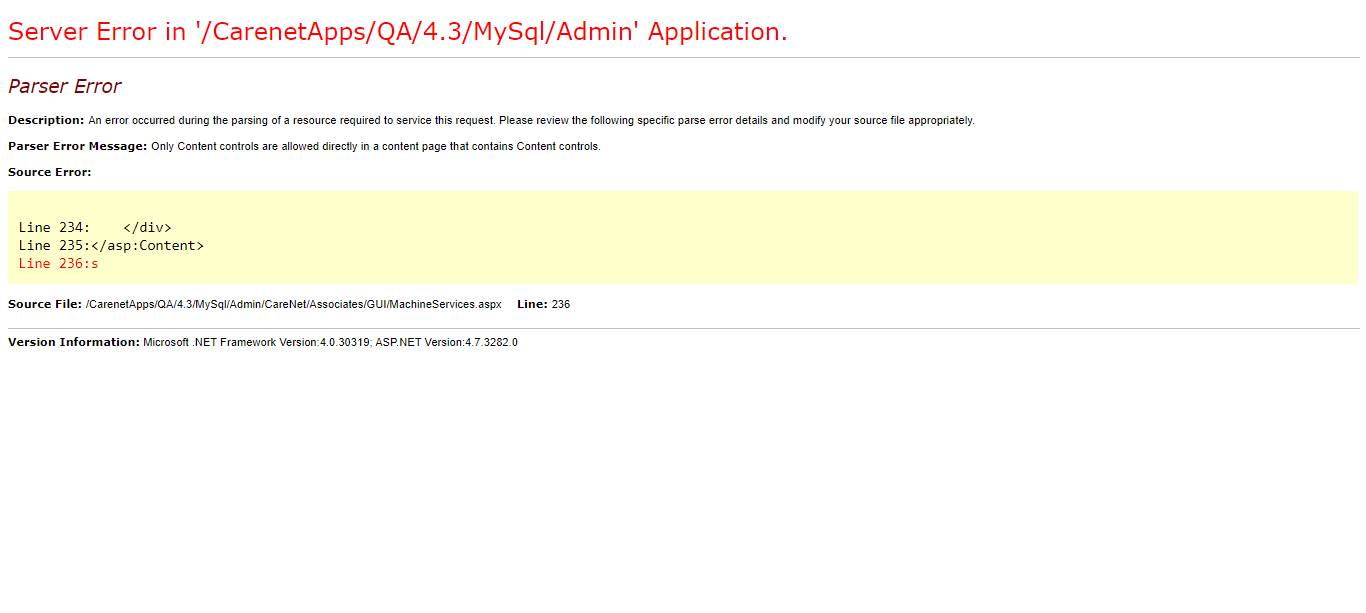 Server Error in '/CarenetApps/QA/4.3/MySql/Admin' Application.
Parser Error
Description: An error occurred during the parsing of a resource required to service this request. Please review the following specific parse error details and modify your source file appropriately.
Parser Error Message: Only Content controls are allowed directly in a content page that contains Content controls.
Source Error:
Line 234:    </div>
Line 235:</asp:Content>
Line 236:s
Source File: /CarenetApps/QA/4.3/MySql/Admin/CareNet/Associates/GUI/MachineServices.aspx    Line: 236
Version Information: Microsoft .NET Framework Version:4.0.30319; ASP.NET Version:4.7.3282.0